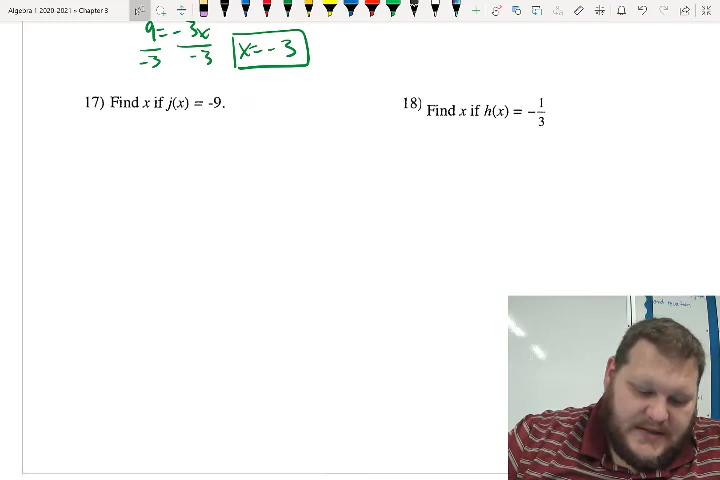 Algebra 1 2020-2021 » Chapter 3
9 = -3x
-3 -3
x = -3
17) Find x if j(x) = -9.
18) Find x if h(x) = -1/3